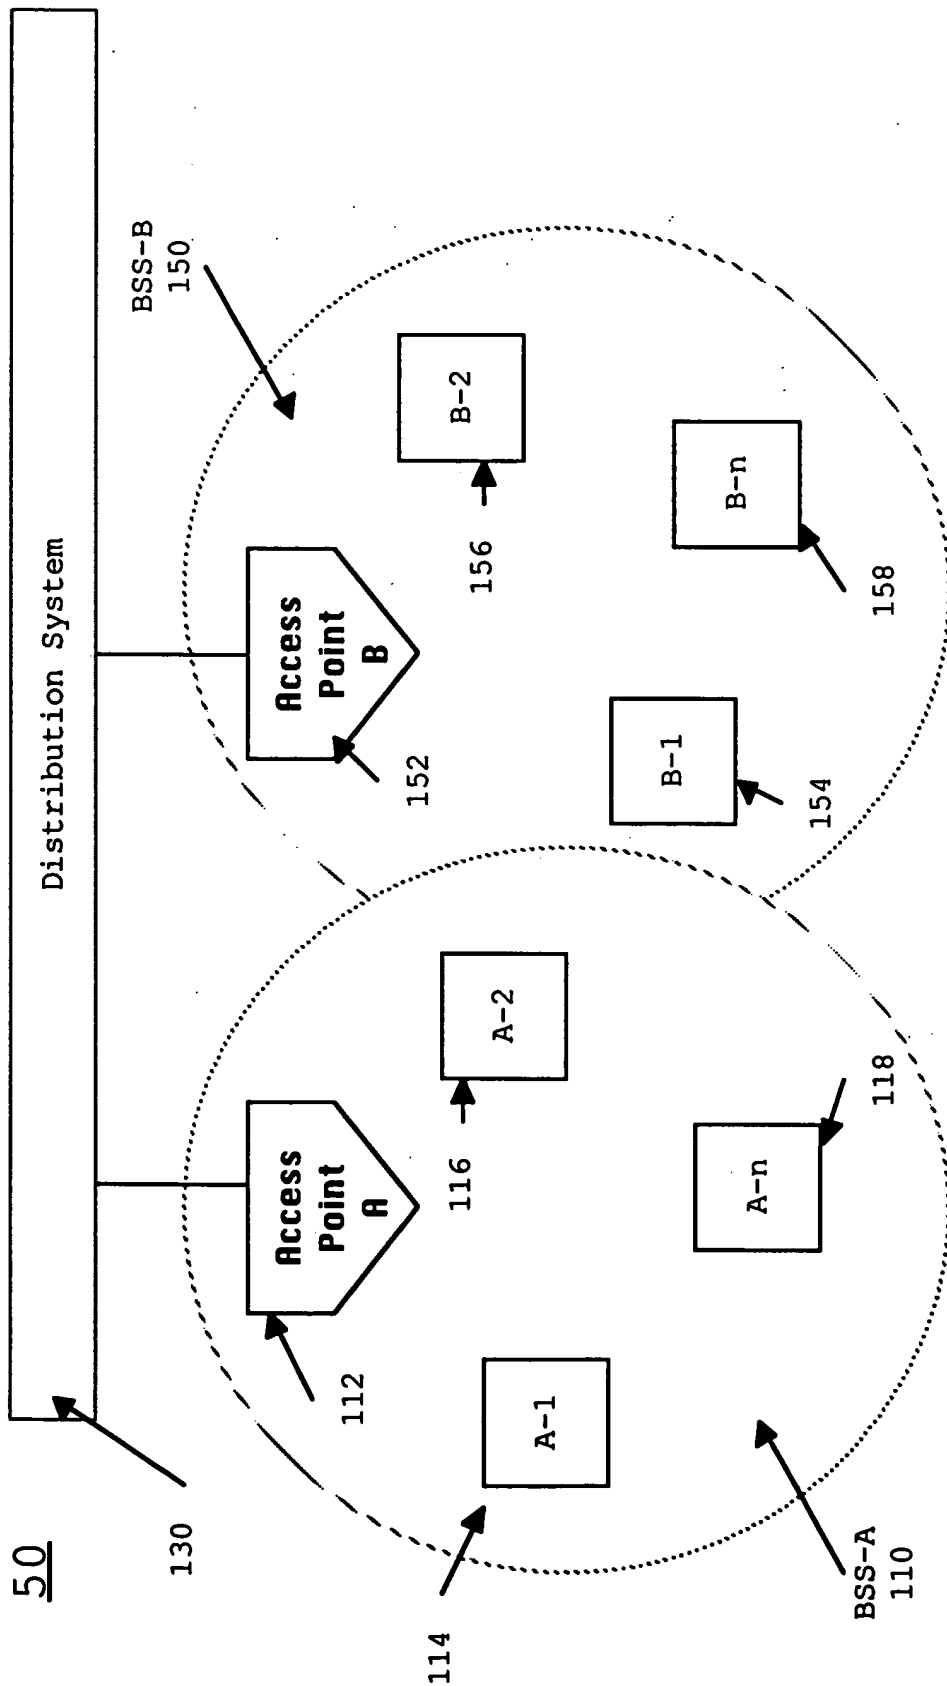 50
130
Distribution System
BSS-B
150
112
Access
Point
A
152
Access
Point
B
114
A-1
116
A-2
156
B-2
B-1
154
B-n
158
A-n
118
BSS-A
110